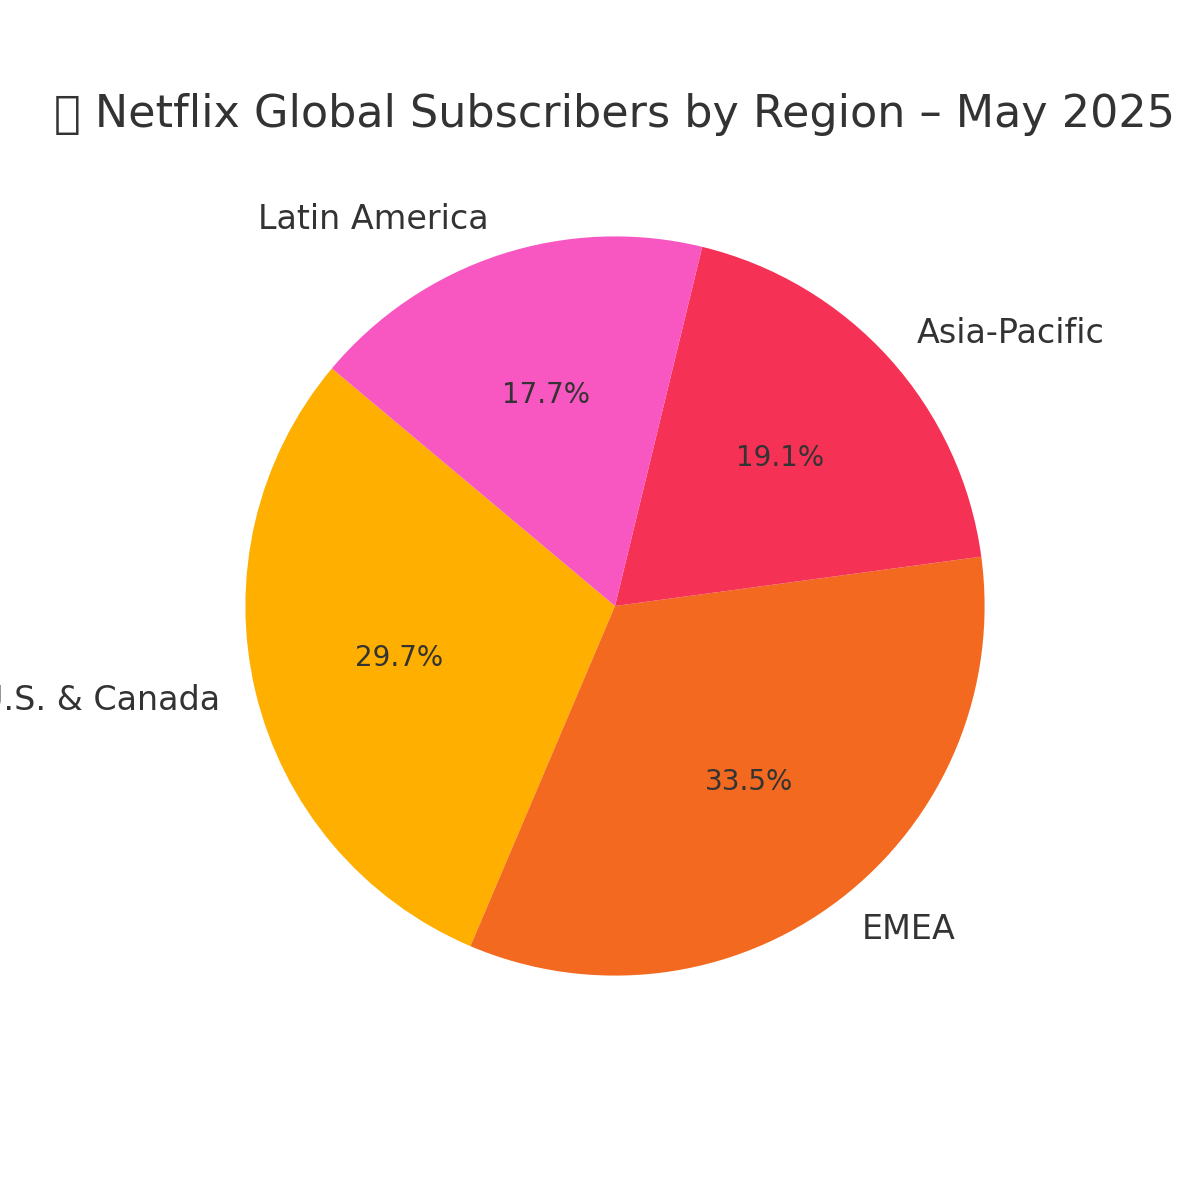 ▯ Netflix Global Subscribers by Region – May 2025
Latin America
Asia-Pacific
17.7%
19.1%
29.7%
.S. & Canada
33.5%
EMEA